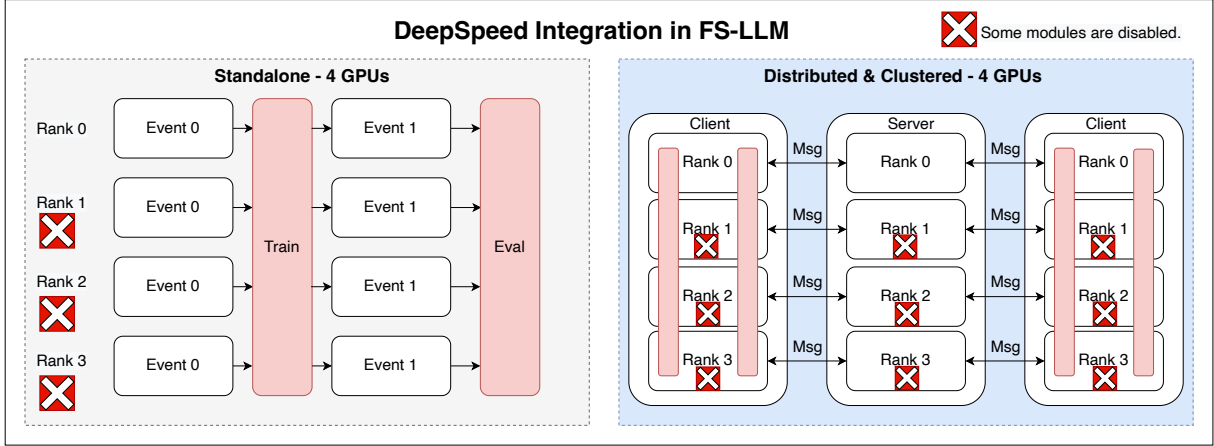 DeepSpeed Integration in FS-LLM
Some modules are disabled.
Standalone - 4 GPUs
Rank 0
Event 0
Event 1
Rank 1
Event 0
Event 1
Train
Eval
Rank 2
Event 0
Event 1
Rank 3
Event 0
Event 1
Distributed & Clustered - 4 GPUs
Client
Server
Client
Rank 0
Msg
Rank 0
Msg
Rank 0
Rank 1
Msg
Rank 1
Msg
Rank 1
Rank 2
Msg
Rank 2
Msg
Rank 2
Rank 3
Msg
Rank 3
Msg
Rank 3